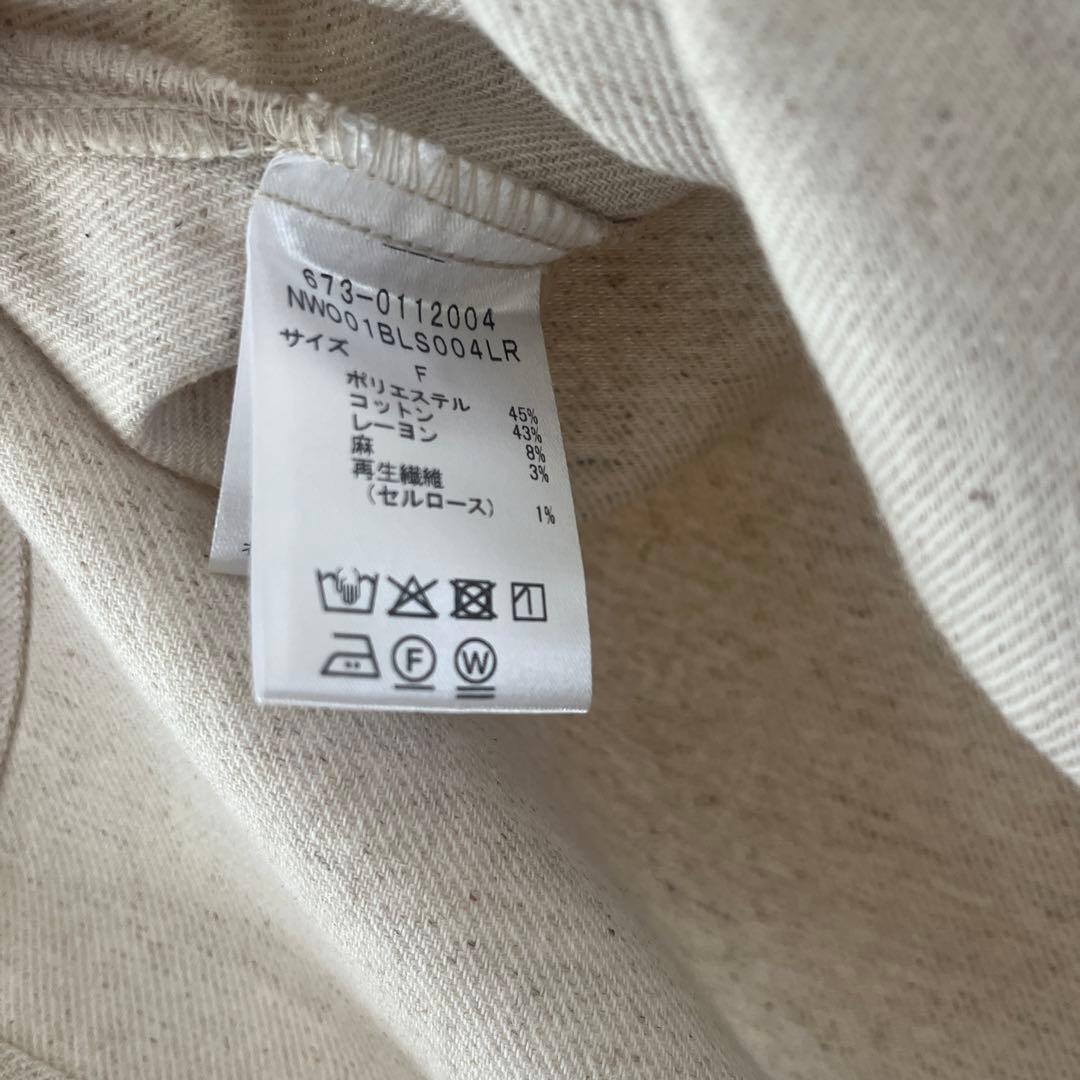 673-0112004
NW001BLS004LR
サイズ
F
ポリエステル 45%
コットン 43%
レーヨン 8%
麻 3%
再生繊維
（セルロース） 1%
F W